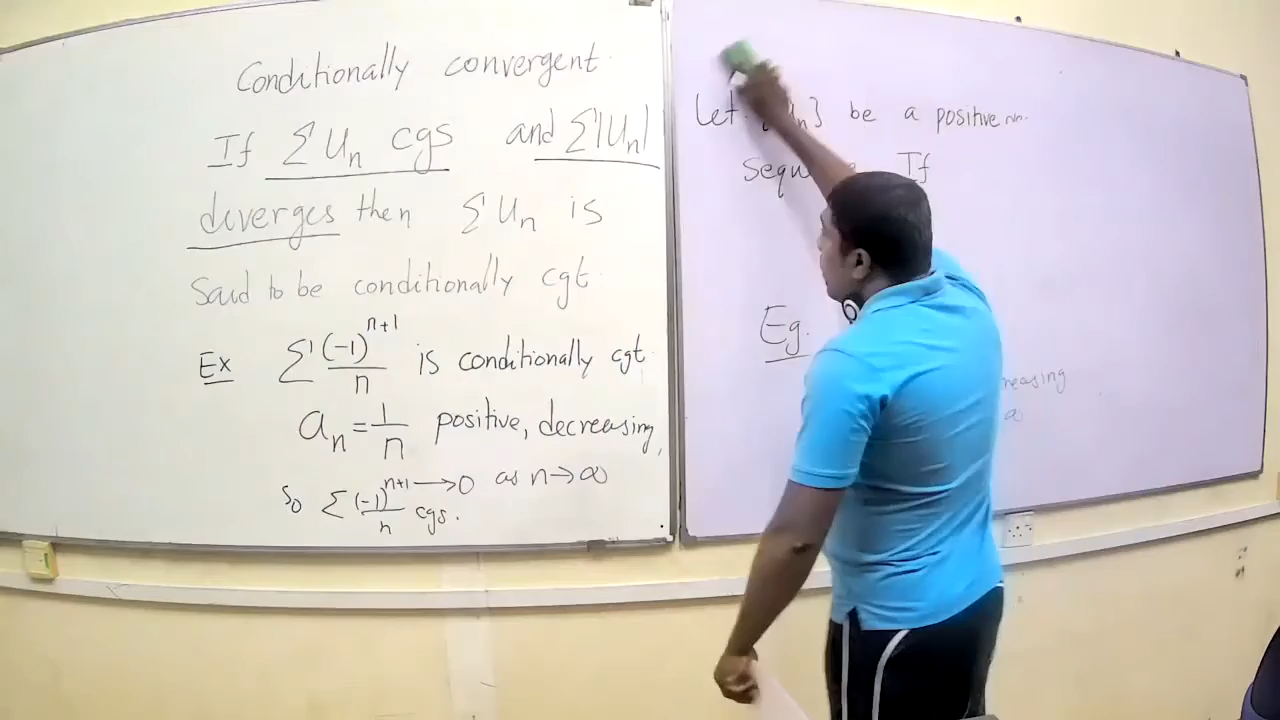 Conditionally convergent.
If ∑Uₙ cgs and ∑|Uₙ|
diverges then ∑Uₙ is
Said to be conditionally cgt.
Ex ∑ (-1)ⁿ⁺¹/n is conditionally cgt.
aₙ = 1/n positive, decreasing,
→0 as n→∞
So ∑ (-1)ⁿ⁺¹/n cgs.
Let uₙ} be a positive
If
Eg.